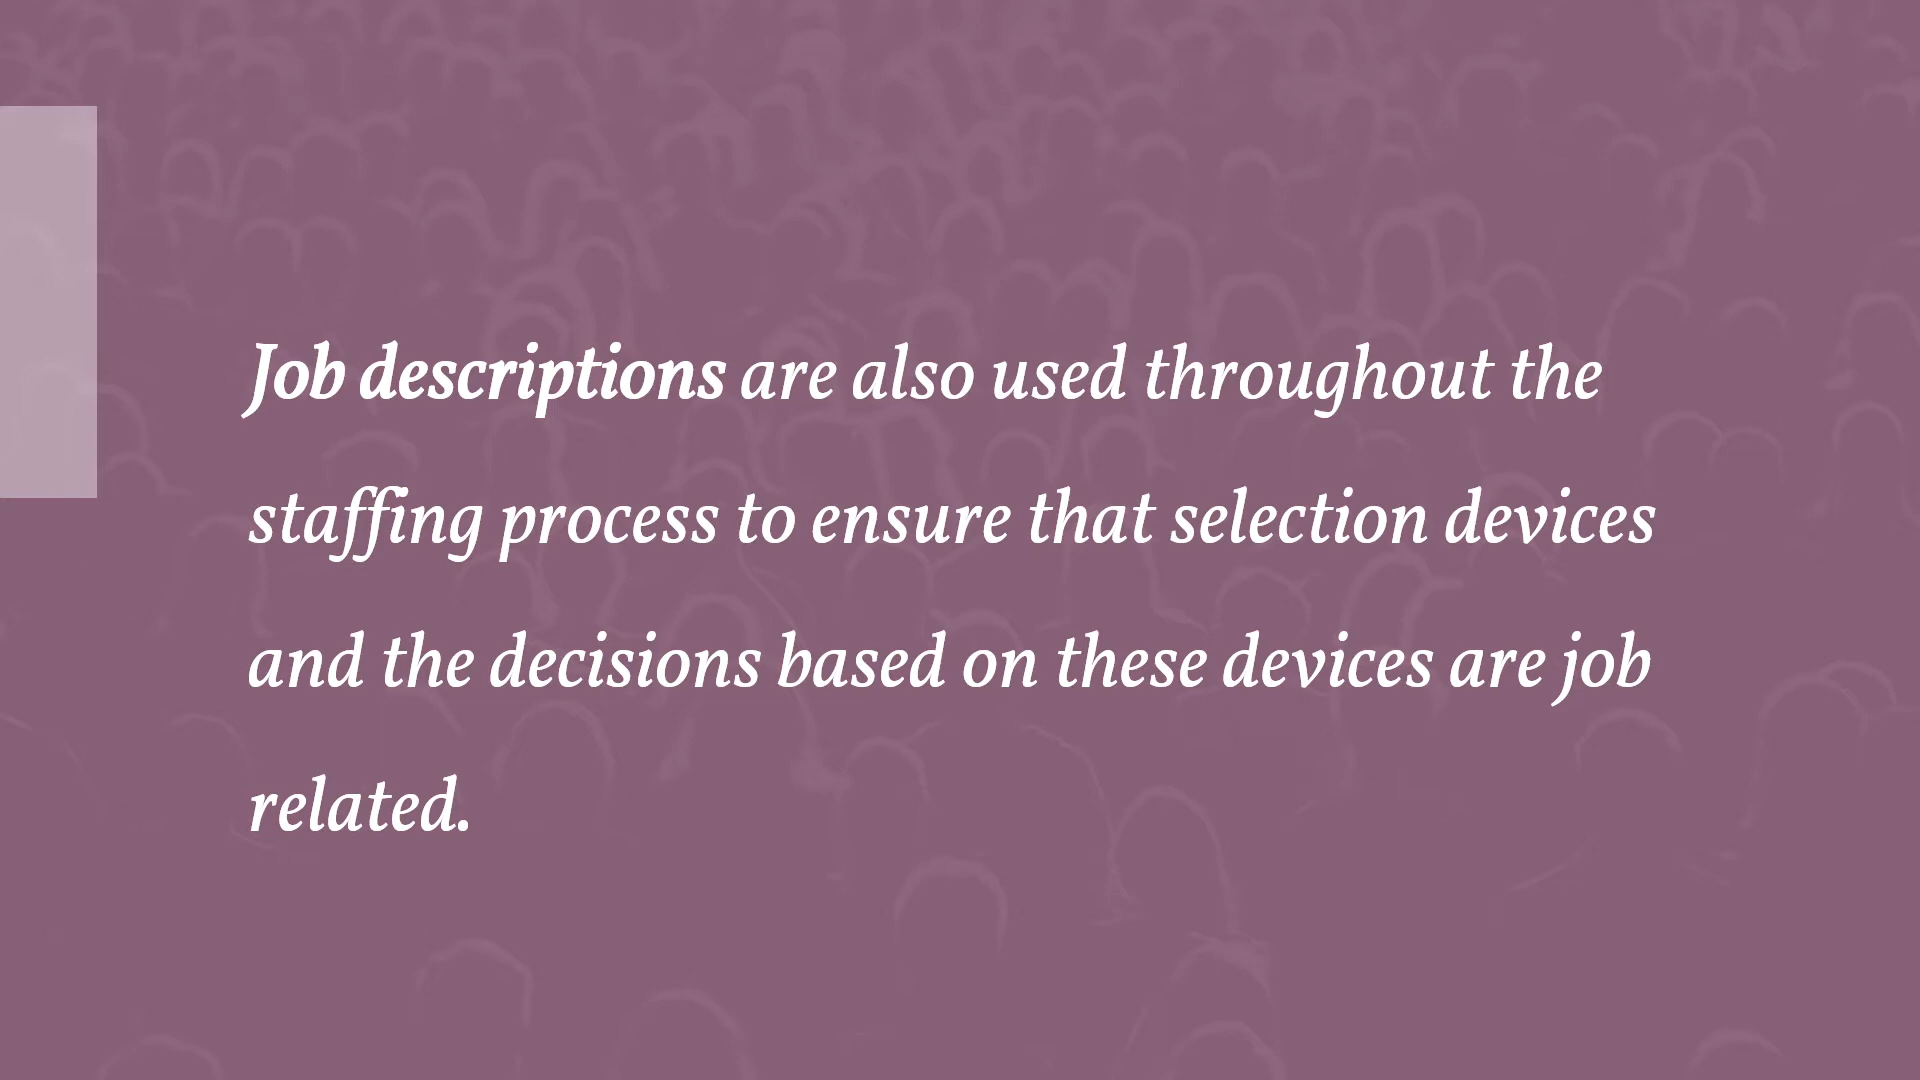 Job descriptions are also used throughout the
staffing process to ensure that selection devices
and the decisions based on these devices are job
related.